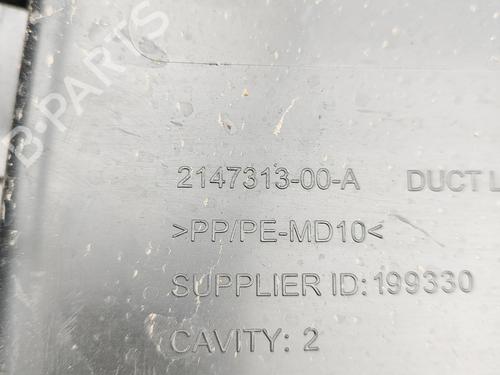 B-PARTS
2147313-00-A DUCT L
>PP/PE-MD10<
SUPPLIER ID: 199330
CAVITY: 2